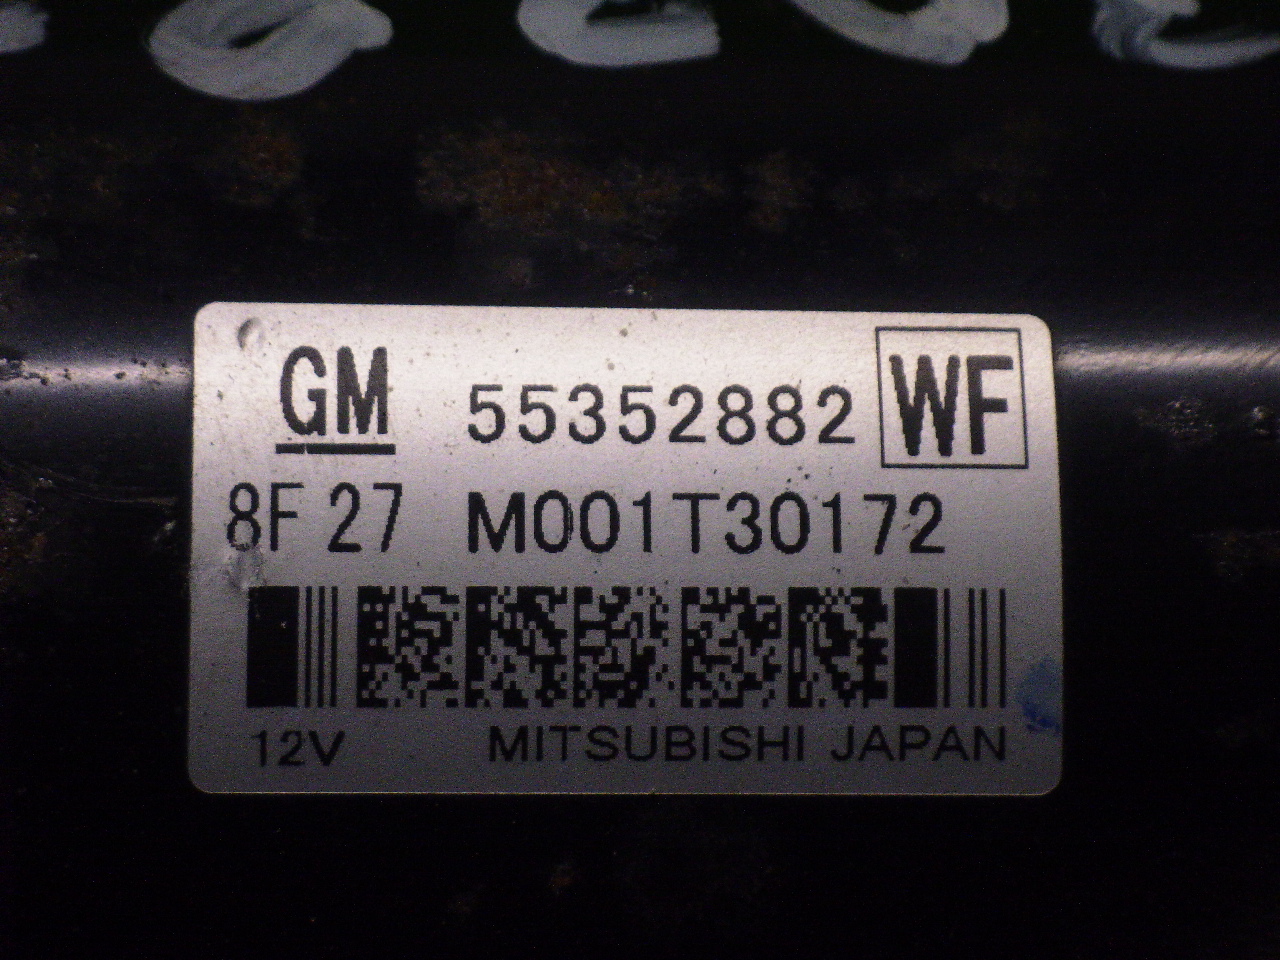 GM 55352882 WF
8F 27 M001T30172
12V MITSUBISHI JAPAN